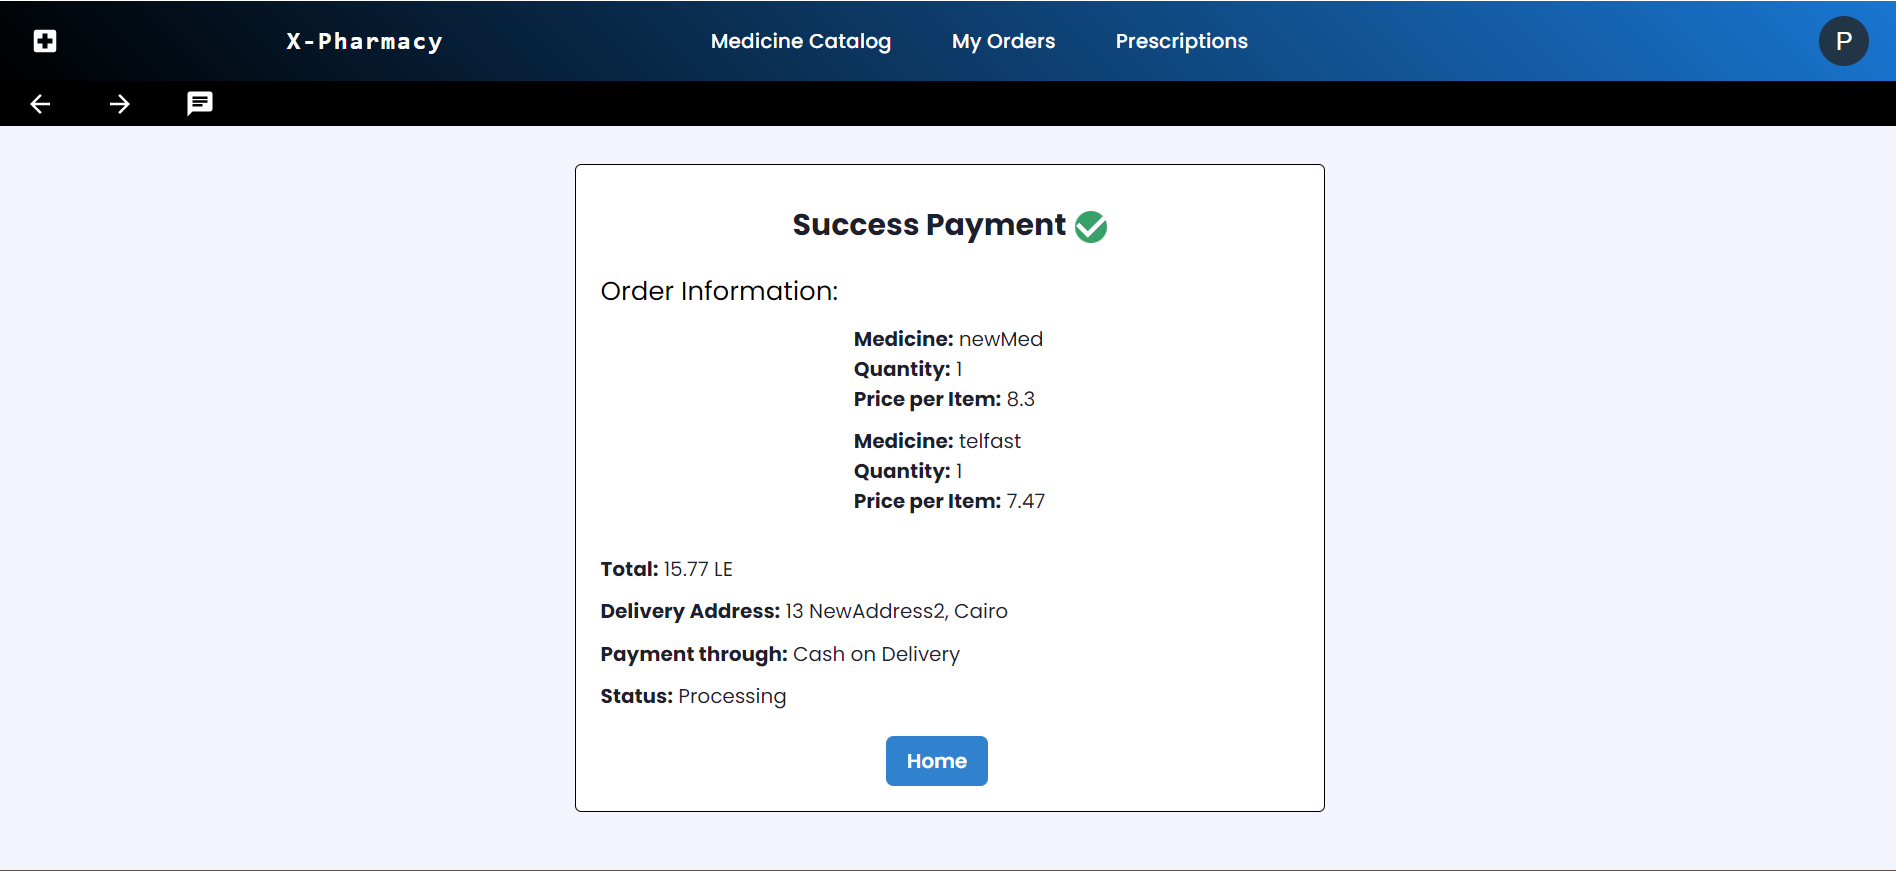 X-Pharmacy
Medicine Catalog
My Orders
Prescriptions
P
Success Payment
Order Information:
Medicine: newMed
Quantity: 1
Price per Item: 8.3
Medicine: telfast
Quantity: 1
Price per Item: 7.47
Total: 15.77 LE
Delivery Address: 13 NewAddress2, Cairo
Payment through: Cash on Delivery
Status: Processing
Home